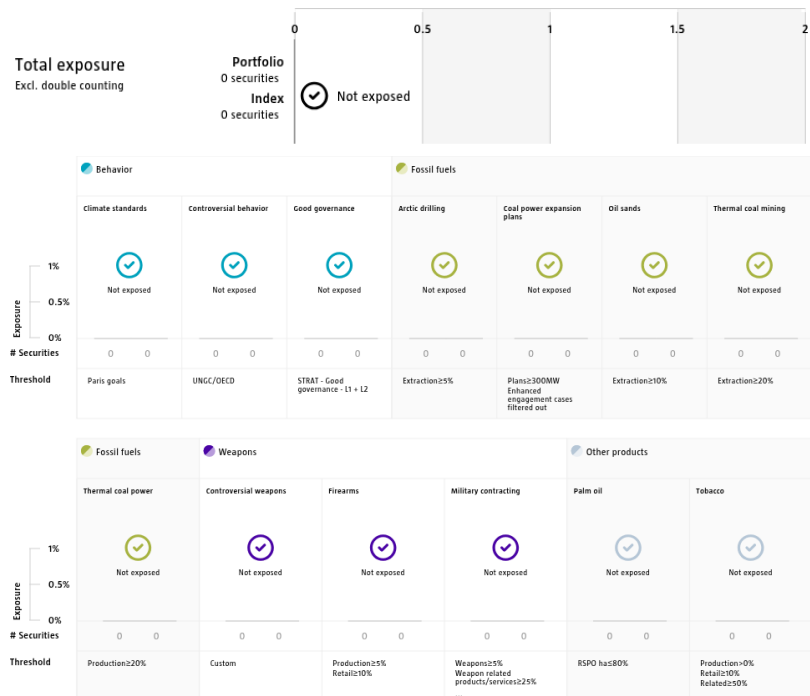 0 0.5 1 1.5 2
Total exposure
Excl. double counting
Portfolio
0 securities
Index
0 securities
Not exposed
Behavior
Fossil fuels
Climate standards
Controversial behavior
Good governance
Arctic drilling
Coal power expansion
plans
Oil sands
Thermal coal mining
Exposure
1%
0.5%
0%
Not exposed
Not exposed
Not exposed
Not exposed
Not exposed
Not exposed
Not exposed
# Securities
0 0
0 0
0 0
0 0
0 0
0 0
0 0
Threshold
Paris goals
UNGC/OECD
STRAT - Good
governance - L1 + L2
Extraction≥5%
Plans≥300MW
Enhanced
engagement cases
filtered out
Extraction≥10%
Extraction≥20%
Fossil fuels
Weapons
Other products
Thermal coal power
Controversial weapons
Firearms
Military contracting
Palm oil
Tobacco
Exposure
1%
0.5%
0%
Not exposed
Not exposed
Not exposed
Not exposed
Not exposed
Not exposed
# Securities
0 0
0 0
0 0
0 0
0 0
0 0
Threshold
Production≥20%
Custom
Production≥5%
Retail≥10%
Weapons≥5%
Weapon related
products/services≥25%
RSPO ha≤80%
Production>0%
Retail≥10%
Related≥50%